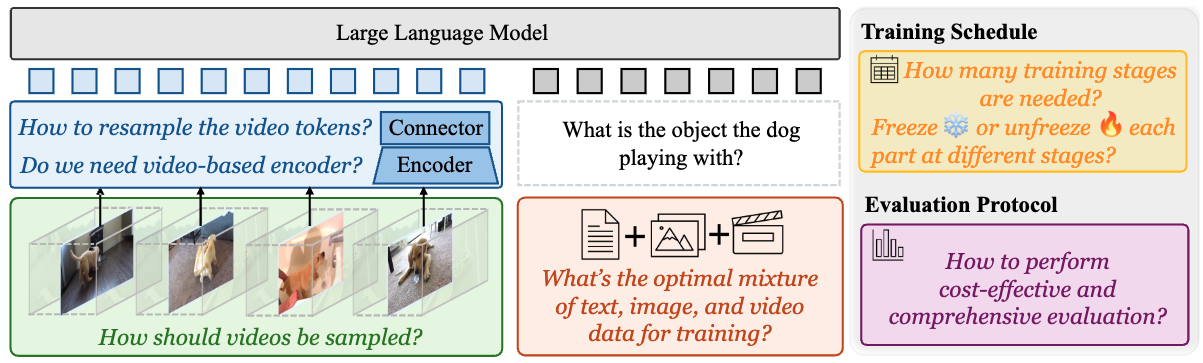 Large Language Model
How to resample the video tokens?
Connector
Do we need video-based encoder?
Encoder
How should videos be sampled?
What is the object the dog
playing with?
What's the optimal mixture
of text, image, and video
data for training?
Training Schedule
How many training stages
are needed?
Freeze ❄️ or unfreeze 🔥 each
part at different stages?
Evaluation Protocol
How to perform
cost-effective and
comprehensive evaluation?